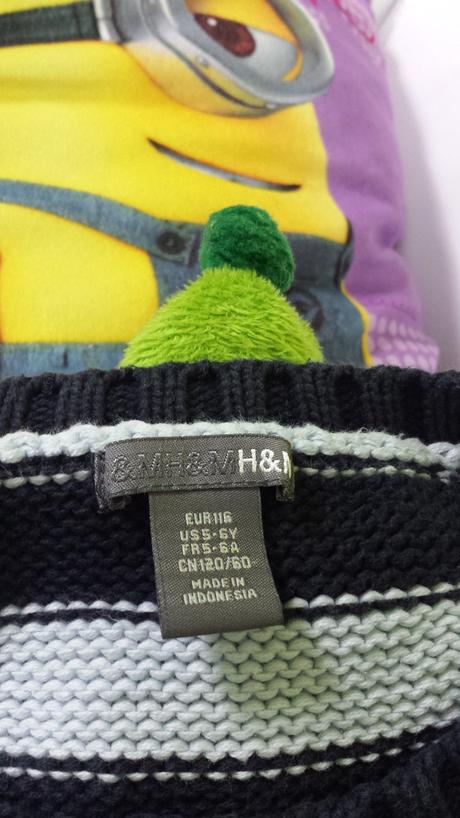 &MH&MH&M
EUR116
US5-6Y
FR5-6A
CN120/60
MADE IN
INDONESIA